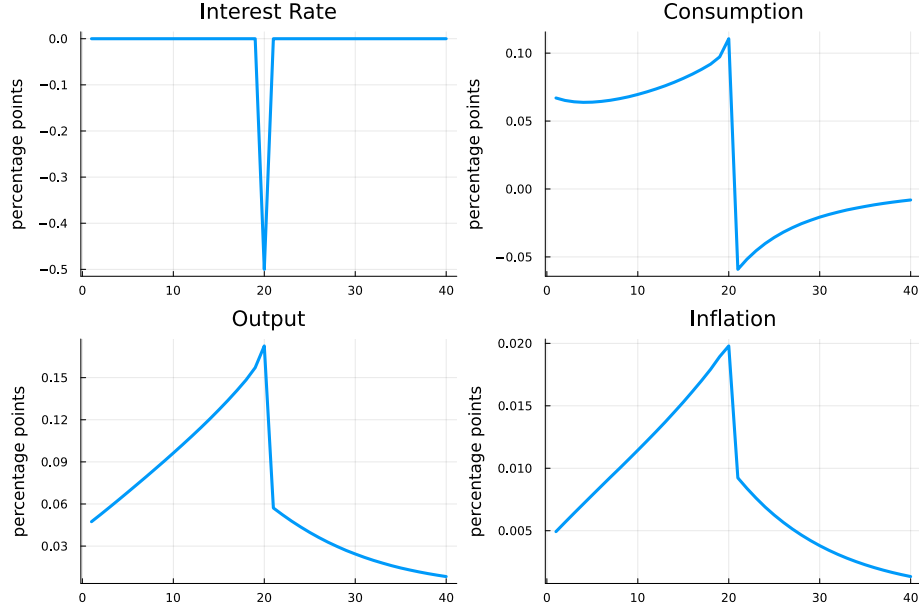 Interest Rate
percentage points
0.0
−0.1
−0.2
−0.3
−0.4
−0.5
0 10 20 30 40
Consumption
percentage points
0.10
0.05
0.00
−0.05
0 10 20 30 40
Output
percentage points
0.15
0.12
0.09
0.06
0.03
0 10 20 30 40
Inflation
percentage points
0.020
0.015
0.010
0.005
0 10 20 30 40